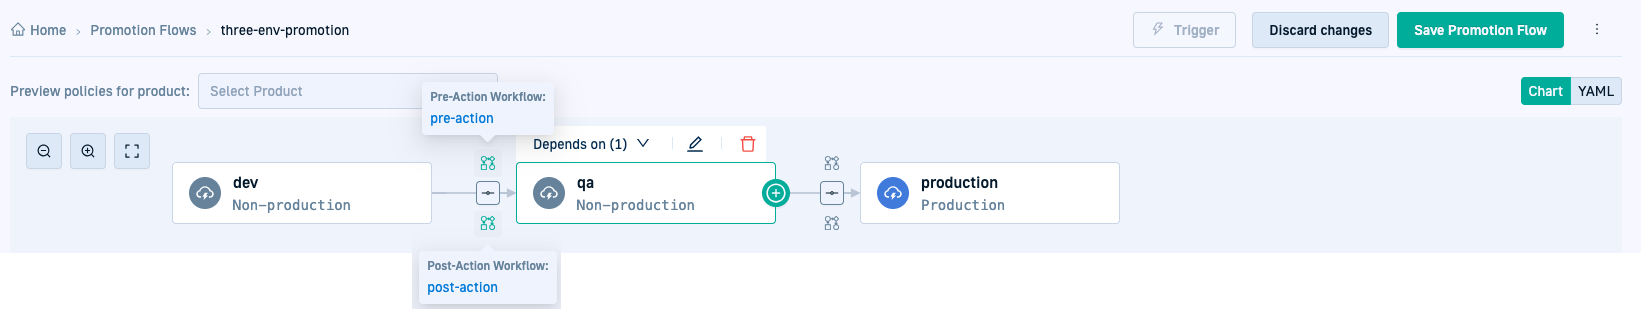 Home › Promotion Flows › three-env-promotion
Trigger
Discard changes
Save Promotion Flow
Preview policies for product:
Select Product
Chart
YAML
Pre-Action Workflow:
pre-action
Depends on (1)
dev
Non-production
qa
Non-production
production
Production
Post-Action Workflow:
post-action